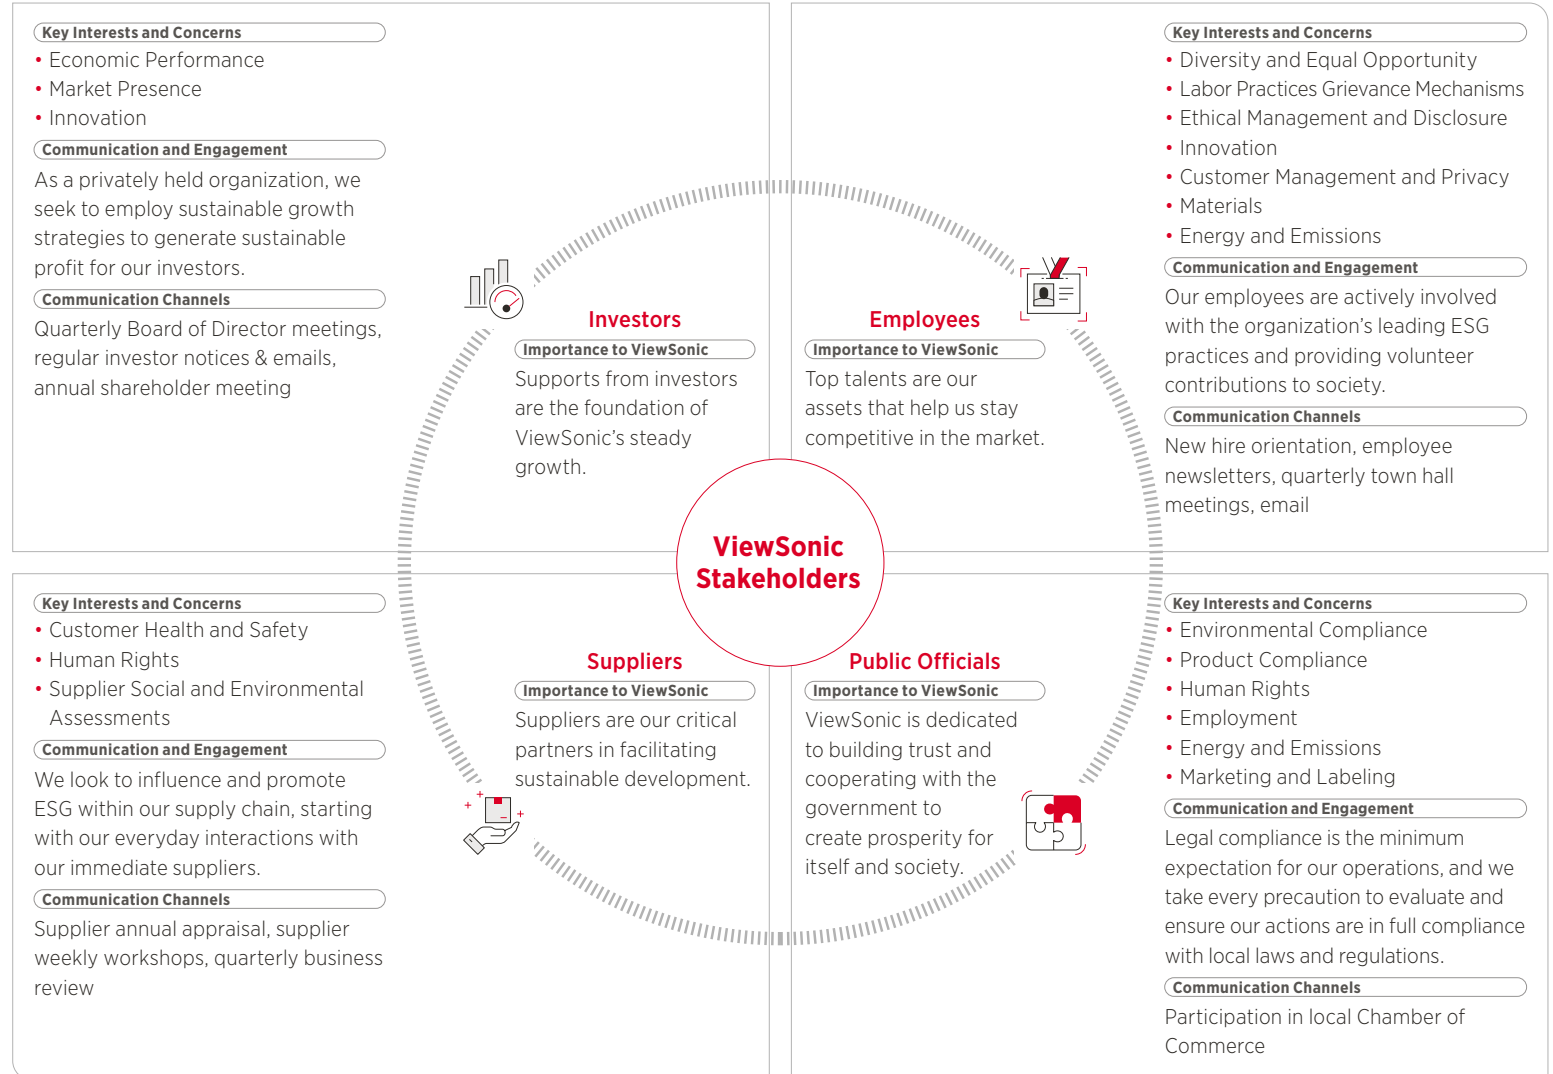 Key Interests and Concerns
• Economic Performance
• Market Presence
• Innovation
Communication and Engagement
As a privately held organization, we
seek to employ sustainable growth
strategies to generate sustainable
profit for our investors.
Communication Channels
Quarterly Board of Director meetings,
regular investor notices & emails,
annual shareholder meeting
Investors
Importance to ViewSonic
Supports from investors
are the foundation of
ViewSonic’s steady
growth.
Employees
Importance to ViewSonic
Top talents are our
assets that help us stay
competitive in the market.
Key Interests and Concerns
• Diversity and Equal Opportunity
• Labor Practices Grievance Mechanisms
• Ethical Management and Disclosure
• Innovation
• Customer Management and Privacy
• Materials
• Energy and Emissions
Communication and Engagement
Our employees are actively involved
with the organization’s leading ESG
practices and providing volunteer
contributions to society.
Communication Channels
New hire orientation, employee
newsletters, quarterly town hall
meetings, email
ViewSonic
Stakeholders
Key Interests and Concerns
• Customer Health and Safety
• Human Rights
• Supplier Social and Environmental
Assessments
Communication and Engagement
We look to influence and promote
ESG within our supply chain, starting
with our everyday interactions with
our immediate suppliers.
Communication Channels
Supplier annual appraisal, supplier
weekly workshops, quarterly business
review
Suppliers
Importance to ViewSonic
Suppliers are our critical
partners in facilitating
sustainable development.
Public Officials
Importance to ViewSonic
ViewSonic is dedicated
to building trust and
cooperating with the
government to
create prosperity for
itself and society.
Key Interests and Concerns
• Environmental Compliance
• Product Compliance
• Human Rights
• Employment
• Energy and Emissions
• Marketing and Labeling
Communication and Engagement
Legal compliance is the minimum
expectation for our operations, and we
take every precaution to evaluate and
ensure our actions are in full compliance
with local laws and regulations.
Communication Channels
Participation in local Chamber of
Commerce